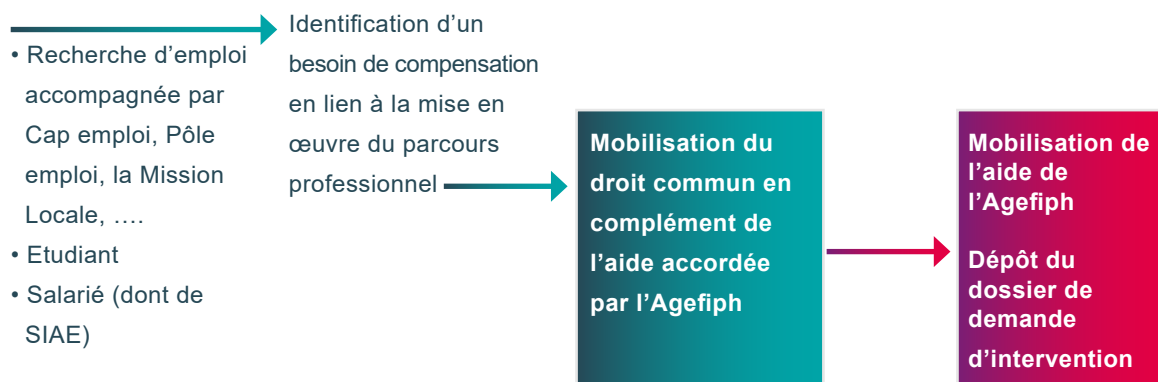 • Recherche d’emploi
accompagnée par
Cap emploi, Pôle
emploi, la Mission
Locale, ….
• Etudiant
• Salarié (dont de
SIAE)
Identification d’un
besoin de compensation
en lien à la mise en
œuvre du parcours
professionnel
Mobilisation du
droit commun en
complément de
l’aide accordée
par l’Agefiph
Mobilisation de
l’aide de
l’Agefiph
Dépôt du
dossier de
demande
d’intervention